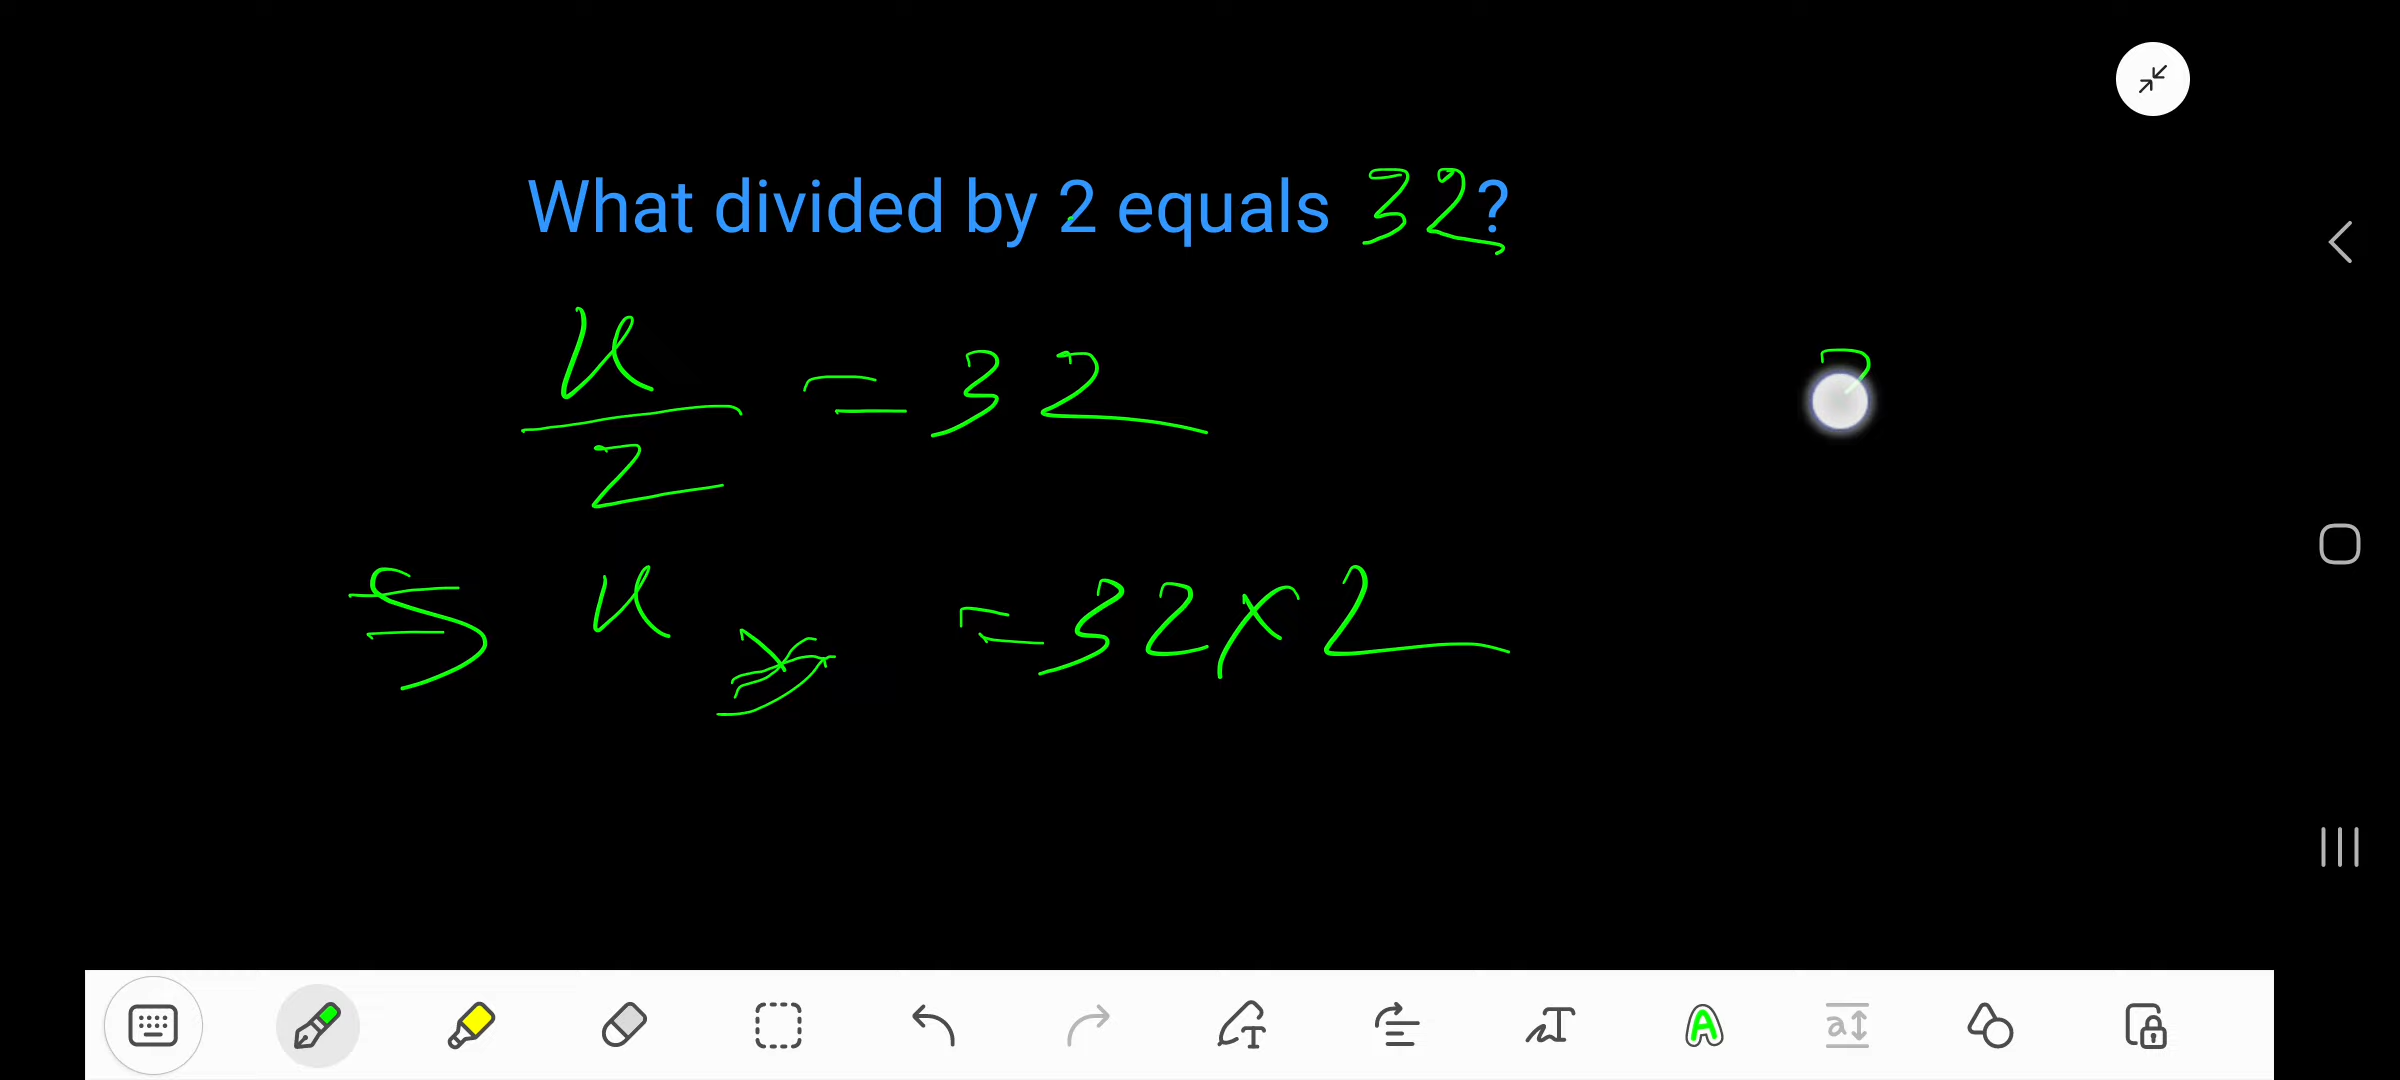 What divided by 2 equals 32?
x/2 = 32
⇒ x = 32 × 2